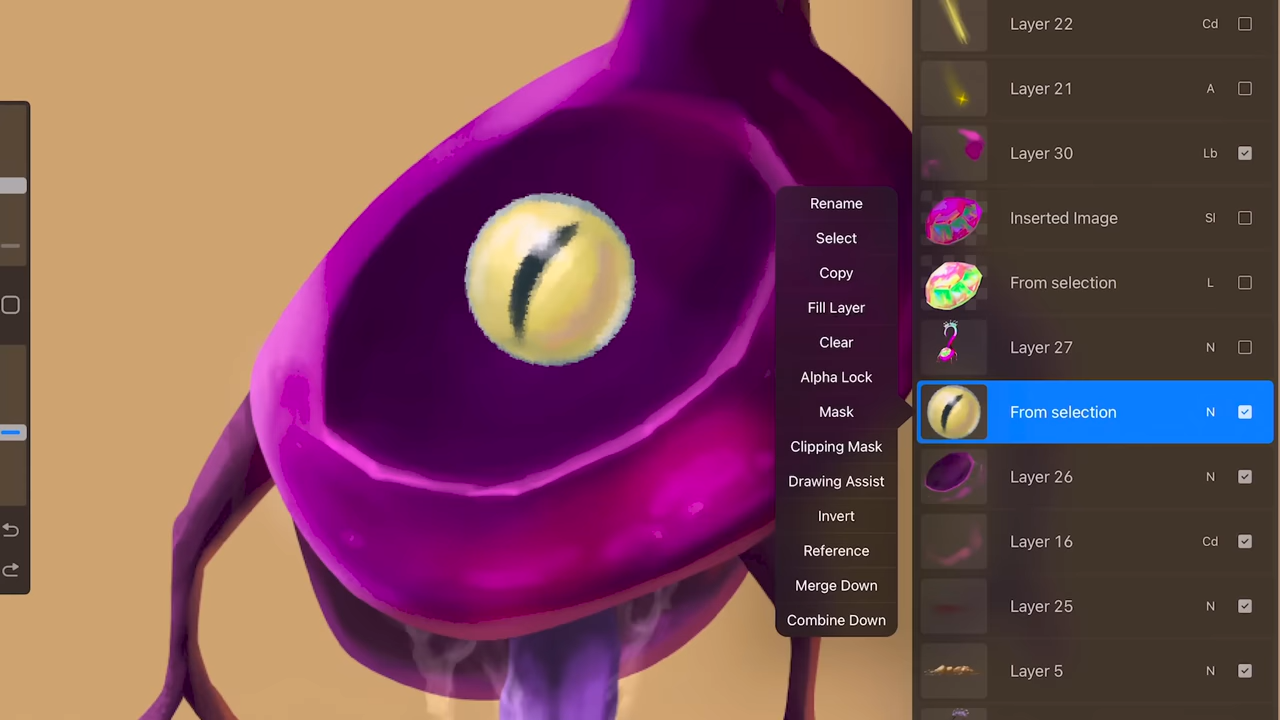 Layer 22 Cd
Layer 21 A
Layer 30 Lb
Inserted Image Sl
From selection L
Layer 27 N
From selection N
Layer 26 N
Layer 16 Cd
Layer 25 N
Layer 5 N
Rename
Select
Copy
Fill Layer
Clear
Alpha Lock
Mask
Clipping Mask
Drawing Assist
Invert
Reference
Merge Down
Combine Down